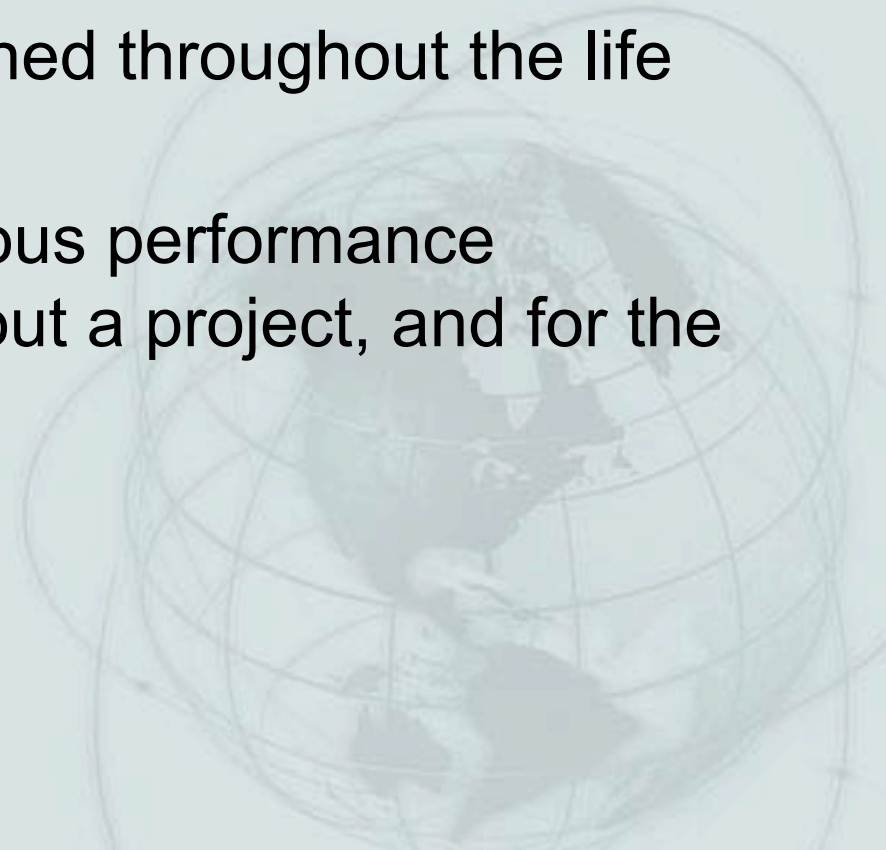 ned throughout the life
ous performance
out a project, and for the